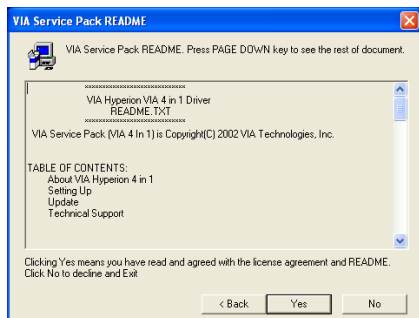 VIA Service Pack README
VIA Service Pack README. Press PAGE DOWN key to see the rest of document.
****************************
VIA Hyperion VIA 4 in 1 Driver
README.TXT
****************************
VIA Service Pack (VIA 4 In 1) is Copyright(C) 2002 VIA Technologies, Inc.
TABLE OF CONTENTS:
About VIA Hyperion 4 in 1
Setting Up
Update
Technical Support
Clicking Yes means you have read and agreed with the license agreement and README.
Click No to decline and Exit
< Back
Yes
No